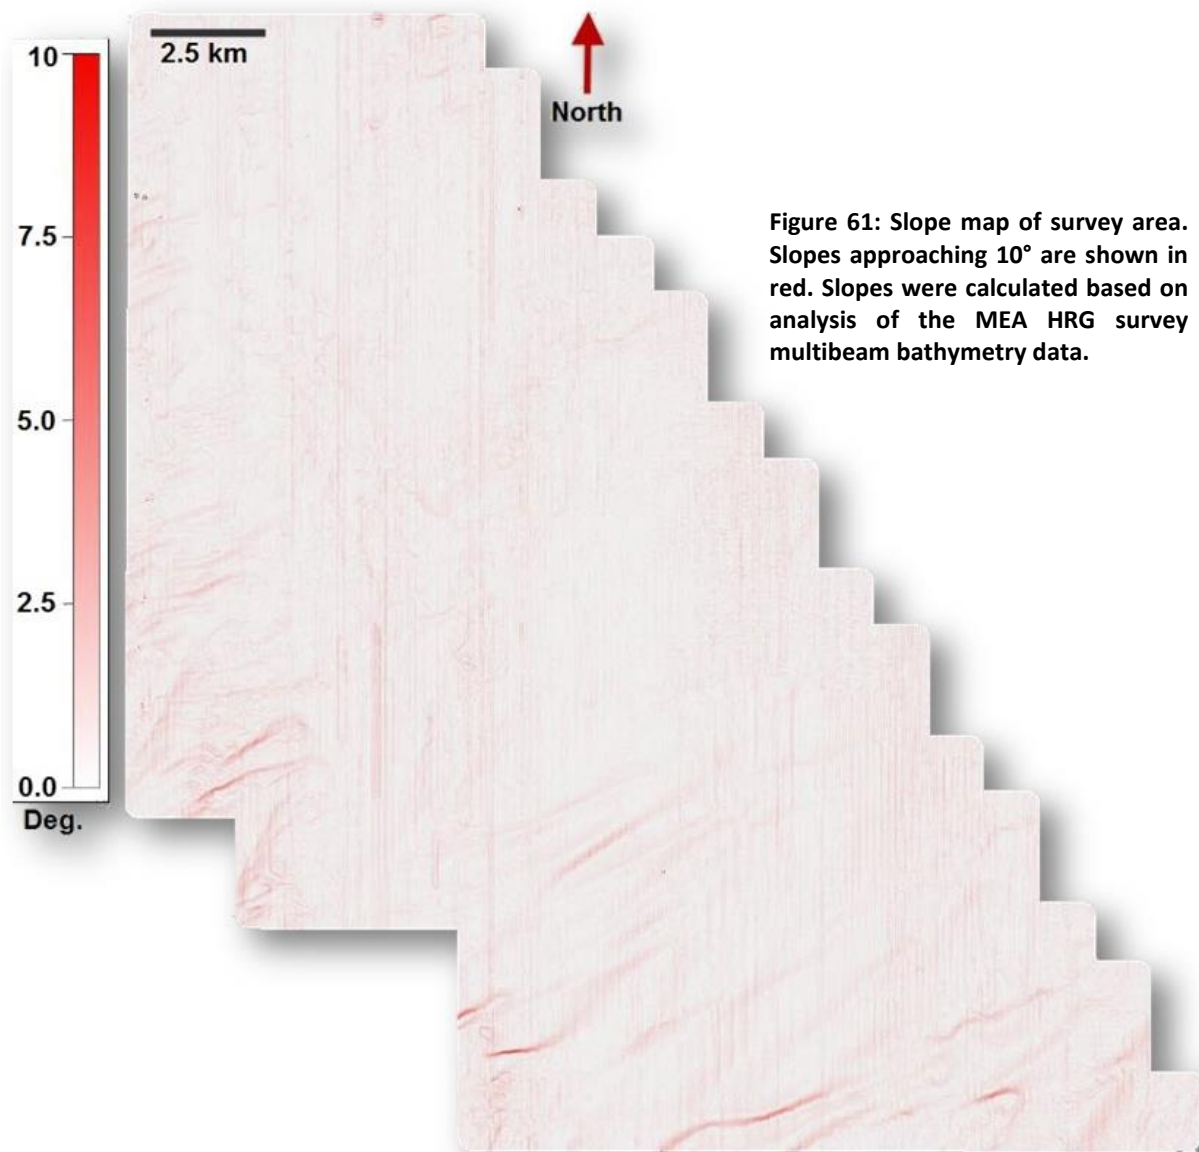 10
2.5 km
North
7.5
Figure 61: Slope map of survey area.
Slopes approaching 10° are shown in
red. Slopes were calculated based on
analysis of the MEA HRG survey
multibeam bathymetry data.
5.0
2.5
0.0
Deg.